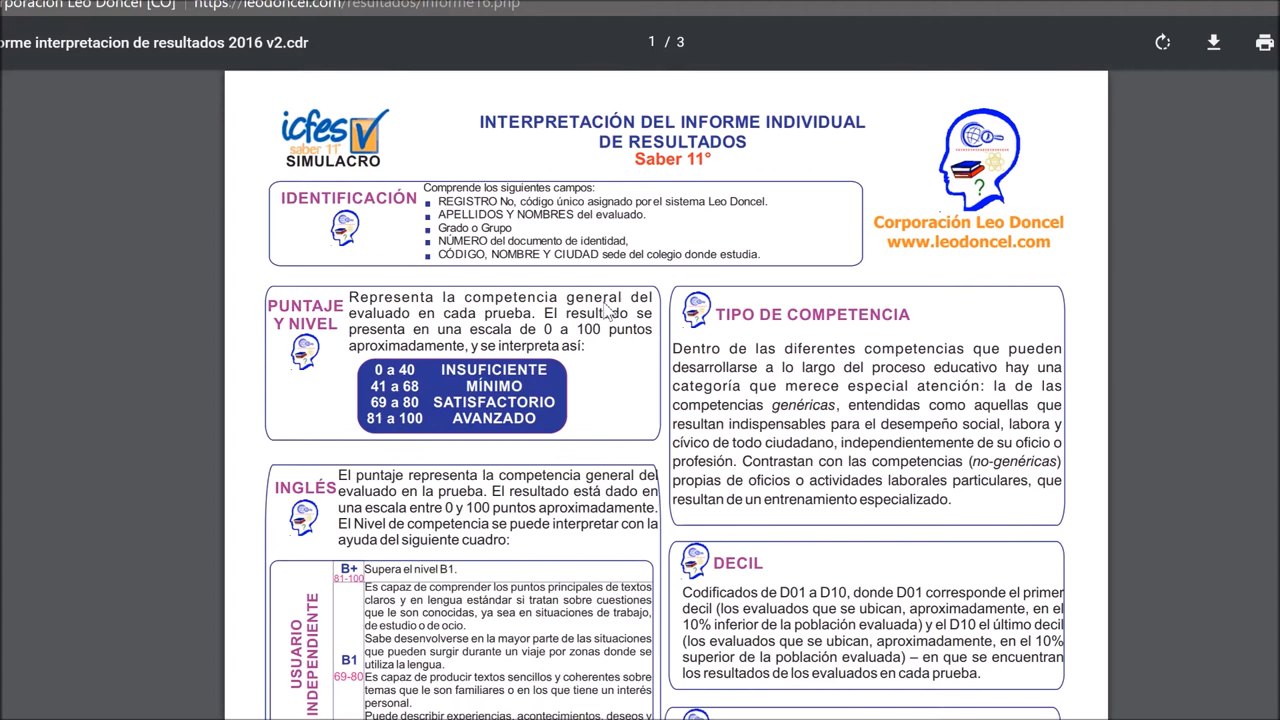 orporación Leo Doncel [CO]
https://leodoncel.com/resultados/informe16.php
orme interpretacion de resultados 2016 v2.cdr
1 / 3
icfes
saber 11°
SIMULACRO
INTERPRETACIÓN DEL INFORME INDIVIDUAL
DE RESULTADOS
Saber 11°
?
Corporación Leo Doncel
www.leodoncel.com
IDENTIFICACIÓN
Comprende los siguientes campos:
REGISTRO No, código único asignado por el sistema Leo Doncel.
APELLIDOS Y NOMBRES del evaluado.
Grado o Grupo
NÚMERO del documento de identidad,
CÓDIGO, NOMBRE Y CIUDAD sede del colegio donde estudia.
PUNTAJE
Y NIVEL
Representa la competencia general del
evaluado en cada prueba. El resultado se
presenta en una escala de 0 a 100 puntos
aproximadamente, y se interpreta así:
0 a 40 INSUFICIENTE
41 a 68 MÍNIMO
69 a 80 SATISFACTORIO
81 a 100 AVANZADO
INGLÉS
El puntaje representa la competencia general del
evaluado en la prueba. El resultado está dado en
una escala entre 0 y 100 puntos aproximadamente.
El Nivel de competencia se puede interpretar con la
ayuda del siguiente cuadro:
USUARIO
INDEPENDIENTE
B+
81-100
Supera el nivel B1.
B1
69-80
Es capaz de comprender los puntos principales de textos
claros y en lengua estándar si tratan sobre cuestiones
que le son conocidas, ya sea en situaciones de trabajo,
de estudio o de ocio.
Sabe desenvolverse en la mayor parte de las situaciones
que pueden surgir durante un viaje por zonas donde se
utiliza la lengua.
Es capaz de producir textos sencillos y coherentes sobre
temas que le son familiares o en los que tiene un interés
personal.
Puede describir experiencias, acontecimientos, deseos y
TIPO DE COMPETENCIA
Dentro de las diferentes competencias que pueden
desarrollarse a lo largo del proceso educativo hay una
categoría que merece especial atención: la de las
competencias genéricas, entendidas como aquellas que
resultan indispensables para el desempeño social, labora y
cívico de todo ciudadano, independientemente de su oficio o
profesión. Contrastan con las competencias (no-genéricas)
propias de oficios o actividades laborales particulares, que
resultan de un entrenamiento especializado.
DECIL
Codificados de D01 a D10, donde D01 corresponde el primer
decil (los evaluados que se ubican, aproximadamente, en el
10% inferior de la población evaluada) y el D10 el último decil
(los evaluados que se ubican, aproximadamente, en el 10%
superior de la población evaluada) – en que se encuentran
los resultados de los evaluados en cada prueba.